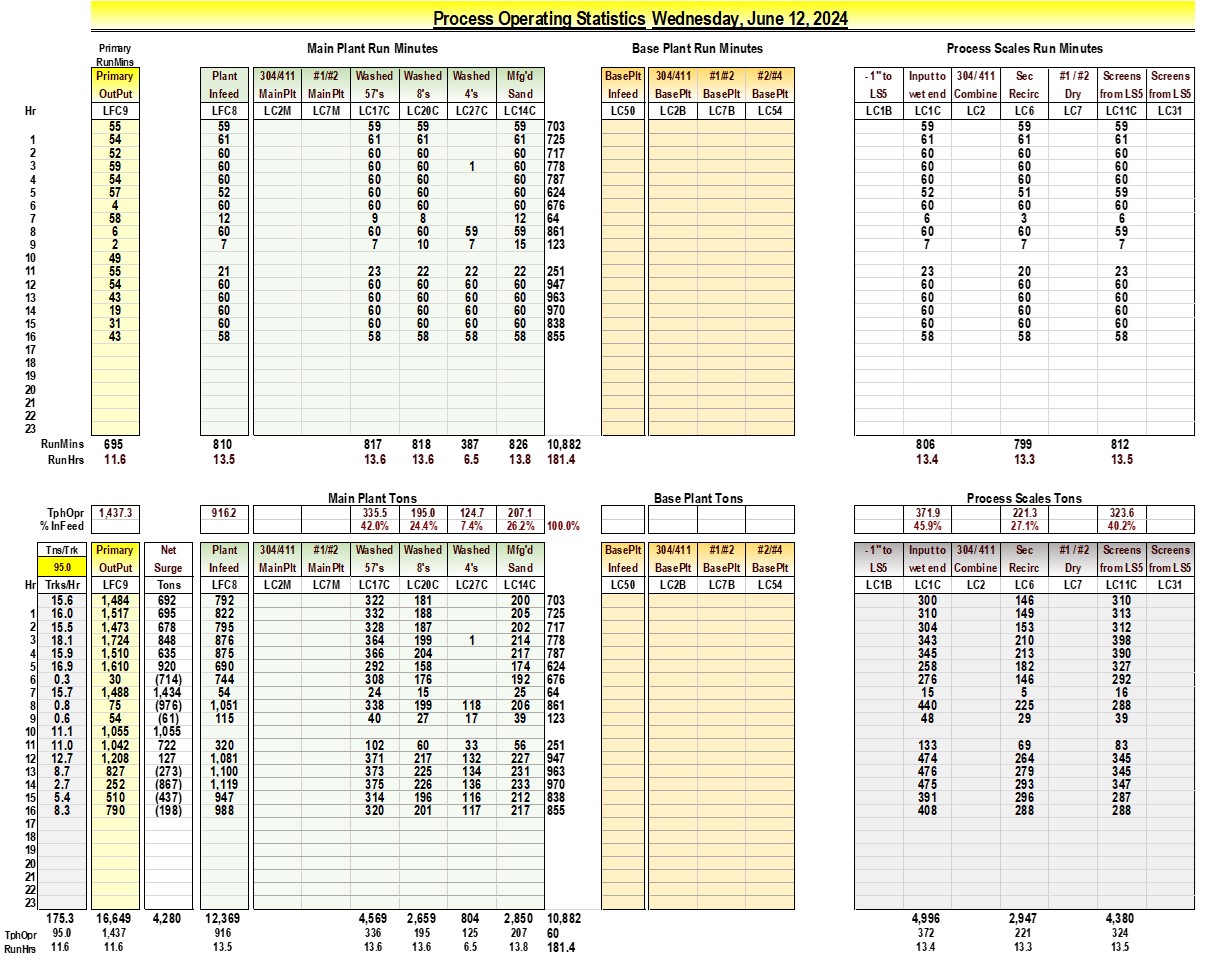 Process Operating Statistics Wednesday, June 12, 2024
Primary Main Plant Run Minutes Base Plant Run Minutes Process Scales Run Minutes
RunMins
Primary Plant 304/411 #1/#2 Washed Washed Washed Mfg'd BasePlt 304/411 #1/#2 #2/#4 -1" to Input to 304/411 Sec #1/#2 Screens Screens
OutPut Infeed MainPlt MainPlt 57's 8's 4's Sand Infeed BasePlt BasePlt BasePlt LS5 wet end Combine Recirc Dry from LS5 from LS5
Hr LFC9 LFC8 LC2M LC7M LC17C LC20C LC27C LC14C LC50 LC2B LC7B LC54 LC1B LC1C LC2 LC6 LC7 LC11C LC31
55 59 59 59 59 703 59 59 59
1 54 61 61 61 61 725 61 61 61
2 52 60 60 60 60 717 60 60 60
3 59 60 60 60 1 60 778 60 60 60
4 54 60 60 60 60 787 60 60 60
5 57 52 60 60 60 624 52 51 59
6 4 60 60 60 60 676 60 60 60
7 58 12 9 8 12 64 6 3 6
8 6 60 60 60 59 59 861 60 60 59
9 2 7 7 10 7 15 123 7 7 7
10 49
11 55 21 23 22 22 22 251 23 20 23
12 54 60 60 60 60 60 947 60 60 60
13 43 60 60 60 60 60 963 60 60 60
14 19 60 60 60 60 60 970 60 60 60
15 31 60 60 60 60 60 838 60 60 60
16 43 58 58 58 58 58 855 58 58 58
17
18
19
20
21
22
23
RunMins 695 810 817 818 387 826 10,882 806 799 812
RunHrs 11.6 13.5 13.6 13.6 6.5 13.8 181.4 13.4 13.3 13.5
Main Plant Tons Base Plant Tons Process Scales Tons
TphOpr 1,437.3 916.2 335.5 195.0 124.7 207.1 371.9 221.3 323.6
% InFeed 42.0% 24.4% 7.4% 26.2% 100.0% 45.9% 27.1% 40.2%
Tns/Trk Primary Net Plant 304/411 #1/#2 Washed Washed Washed Mfg'd BasePlt 304/411 #1/#2 #2/#4 -1" to Input to 304/411 Sec #1/#2 Screens Screens
95.0 OutPut Surge Infeed MainPlt MainPlt 57's 8's 4's Sand Infeed BasePlt BasePlt BasePlt LS5 wet end Combine Recirc Dry from LS5 from LS5
Hr Trks/Hr LFC9 Tons LFC8 LC2M LC7M LC17C LC20C LC27C LC14C LC50 LC2B LC7B LC54 LC1B LC1C LC2 LC6 LC7 LC11C LC31
15.6 1,484 692 792 322 181 200 703 300 146 310
1 16.0 1,517 695 822 332 188 205 725 310 149 313
2 15.5 1,473 678 795 328 187 202 717 304 153 312
3 18.1 1,724 848 876 364 199 1 214 778 343 210 398
4 15.9 1,510 635 875 366 204 217 787 345 213 390
5 16.9 1,610 920 690 292 158 174 624 258 182 327
6 0.3 30 (714) 744 308 176 192 676 276 146 292
7 15.7 1,488 1,434 54 24 15 25 64 15 5 16
8 0.8 75 (976) 1,051 338 199 118 206 861 440 225 288
9 0.6 54 (61) 115 40 27 17 39 123 48 29 39
10 11.1 1,055 1,055
11 11.0 1,042 722 320 102 60 33 56 251 133 69 83
12 12.7 1,208 127 1,081 371 217 132 227 947 474 264 345
13 8.7 827 (273) 1,100 373 225 134 231 963 476 279 345
14 2.7 252 (867) 1,119 375 226 136 233 970 475 293 347
15 5.4 510 (437) 947 314 196 116 212 838 391 296 287
16 8.3 790 (198) 988 320 201 117 217 855 408 288 288
17
18
19
20
21
22
23
175.3 16,649 4,280 12,369 4,569 2,659 804 2,850 10,882 4,996 2,947 4,380
TphOpr 95.0 1,437 916 336 195 125 207 60 372 221 324
RunHrs 11.6 11.6 13.5 13.6 13.6 6.5 13.8 181.4 13.4 13.3 13.5